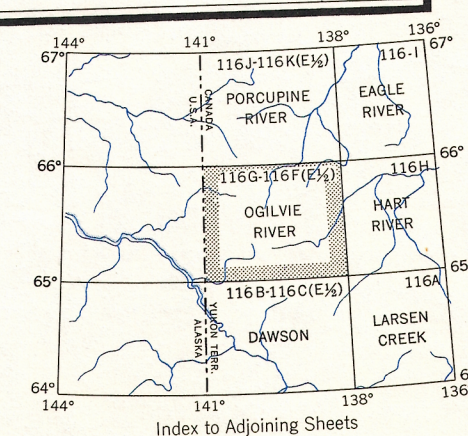 144° 141° 138° 136°
67° 67°
116J-116K(E½) 116-I
CANADA
U.S.A.
PORCUPINE
RIVER
EAGLE
RIVER
66° 66°
116G-116F(E½) 116H
OGILVIE
RIVER
HART
RIVER
65° 65
116B-116C(E½) 116A
YUKON TERR.
ALASKA
DAWSON
LARSEN
CREEK
64°
144° 141° 138° 136
Index to Adjoining Sheets